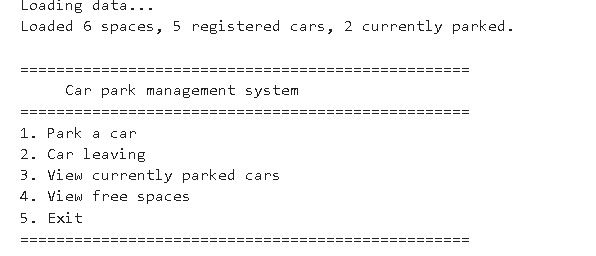 Loading data...
Loaded 6 spaces, 5 registered cars, 2 currently parked.
==================================================
Car park management system
==================================================
1. Park a car
2. Car leaving
3. View currently parked cars
4. View free spaces
5. Exit
==================================================